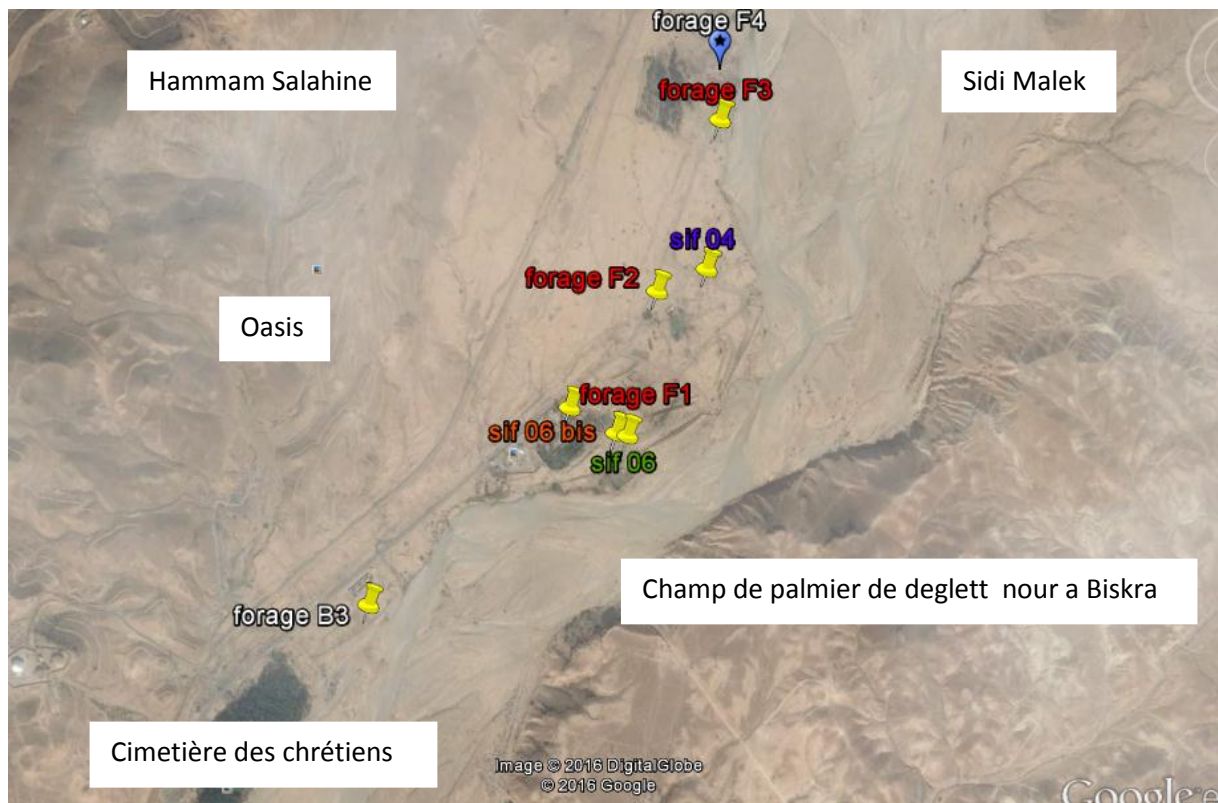 forage F4
Hammam Salahine
Sidi Malek
forage F3
sif 04
forage F2
Oasis
forage F1
sif 06 bis
sif 06
Champ de palmier de deglett nour a Biskra
forage B3
Cimetière des chrétiens
Image © 2016 DigitalGlobe
© 2016 Google
Google e